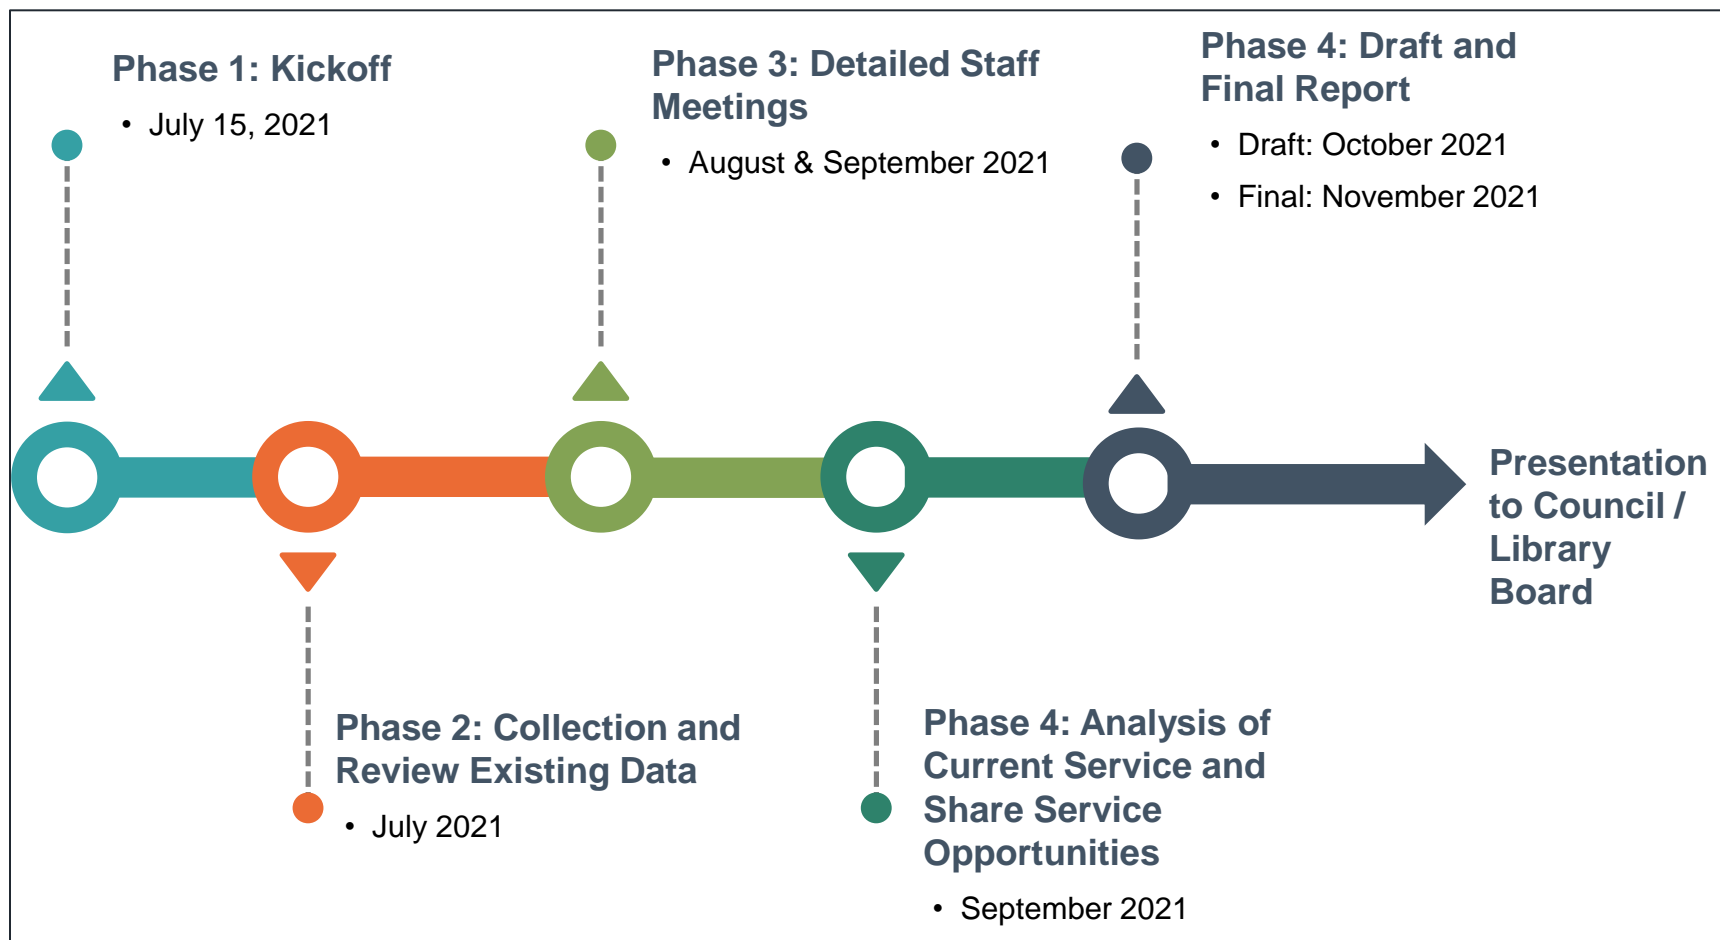 Phase 1: Kickoff
• July 15, 2021
Phase 2: Collection and
Review Existing Data
• July 2021
Phase 3: Detailed Staff
Meetings
• August & September 2021
Phase 4: Analysis of
Current Service and
Share Service
Opportunities
• September 2021
Phase 4: Draft and
Final Report
• Draft: October 2021
• Final: November 2021
Presentation
to Council /
Library
Board